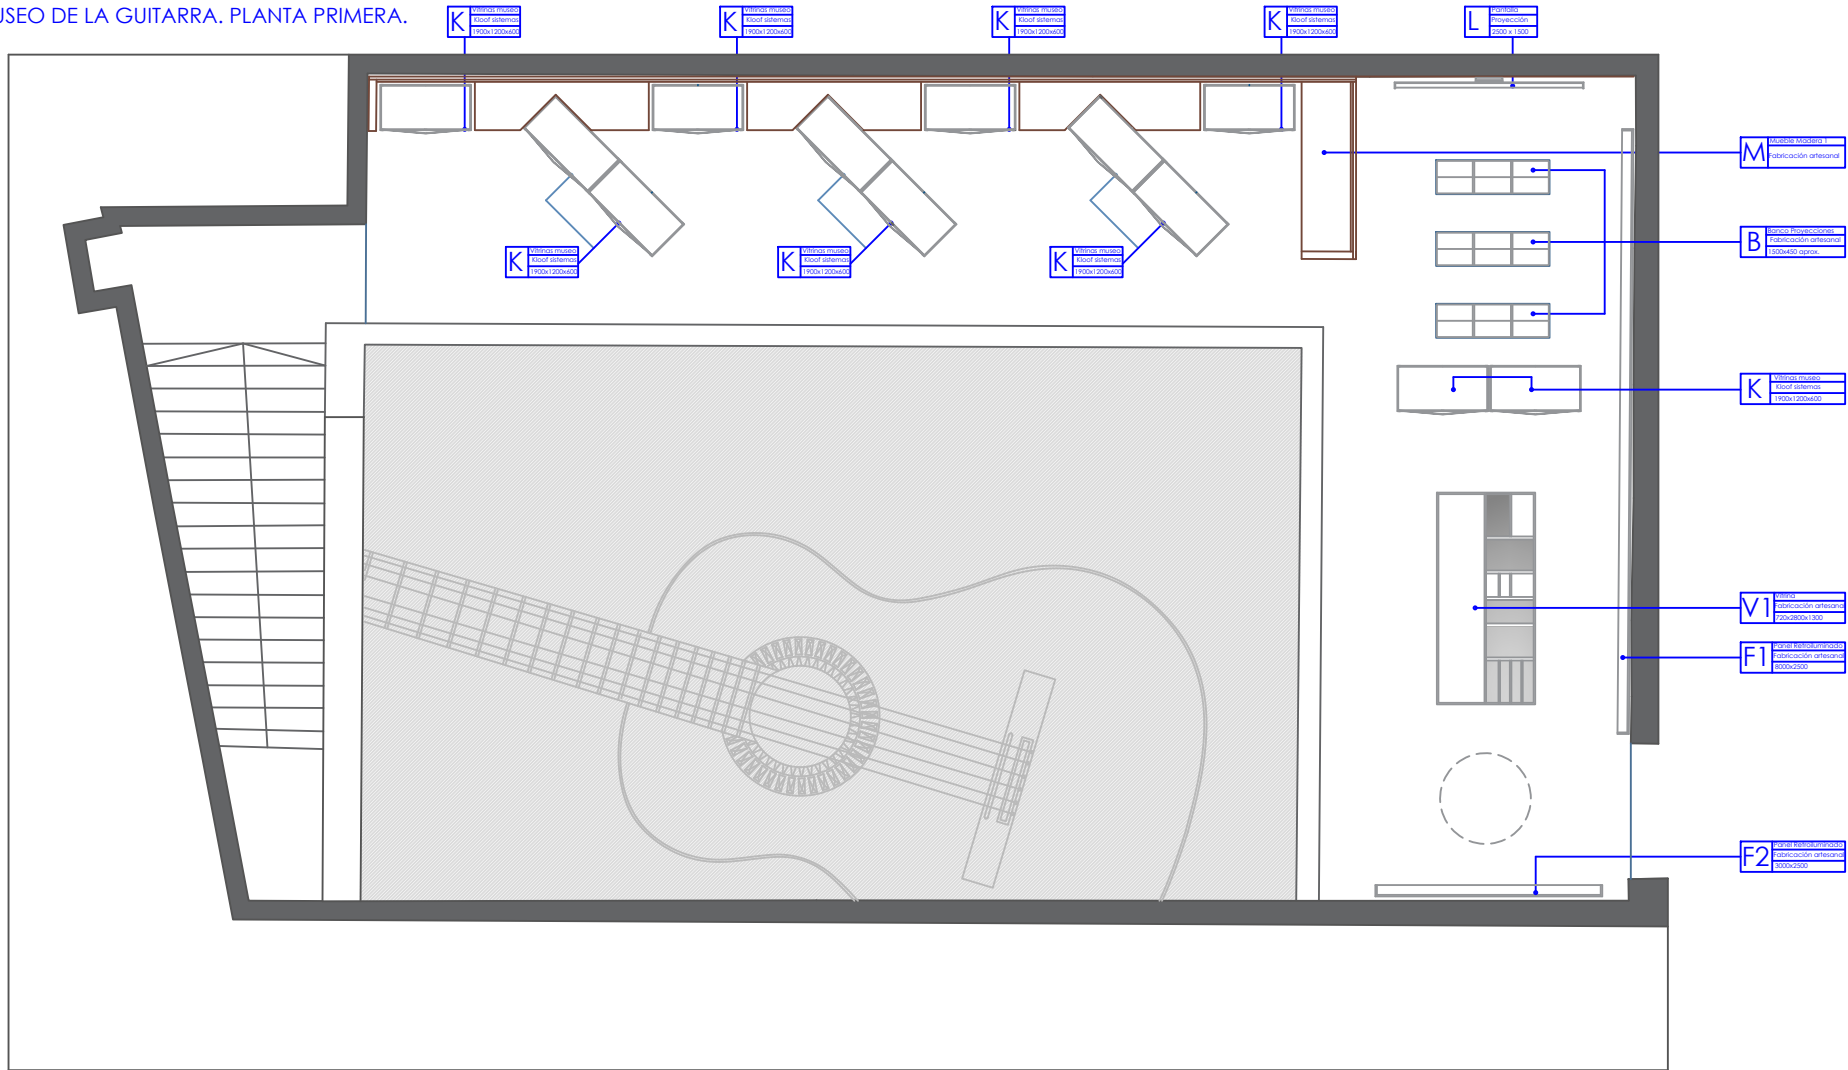 USEO DE LA GUITARRA. PLANTA PRIMERA.
K
Vitrinas museo
Kloof sistemas
1900x1200x600
K
Vitrinas museo
Kloof sistemas
1900x1200x600
K
Vitrinas museo
Kloof sistemas
1900x1200x600
K
Vitrinas museo
Kloof sistemas
1900x1200x600
L
Pantalla
Proyección
2500 x 1500
M
Mueble Madera 1
Fabricación artesanal
B
Banco Proyecciones
Fabricación artesanal
1500x450 aprox.
K
Vitrinas museo
Kloof sistemas
1900x1200x600
K
Vitrinas museo
Kloof sistemas
1900x1200x600
K
Vitrinas museo
Kloof sistemas
1900x1200x600
K
Vitrinas museo
Kloof sistemas
1900x1200x600
V1
Vitrina
Fabricación artesanal
720x2800x1300
F1
Panel Retroiluminado
Fabricación artesanal
8000x2500
F2
Panel Retroiluminado
Fabricación artesanal
3000x2500